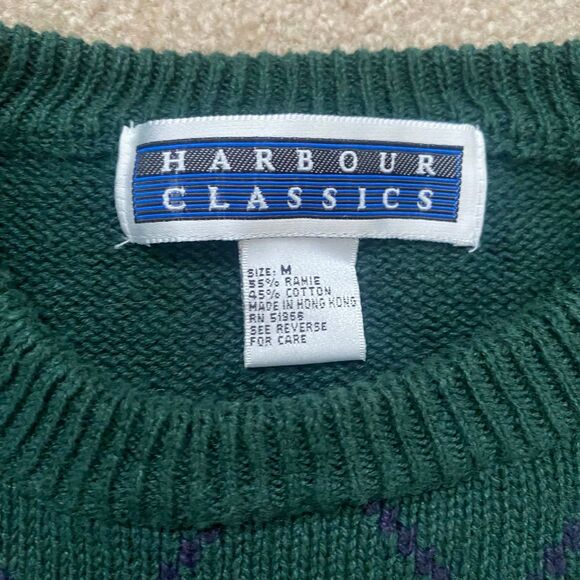 HARBOUR
CLASSICS
SIZE: M
55% RAMIE
45% COTTON
MADE IN HONG KONG
RN 51966
SEE REVERSE
FOR CARE